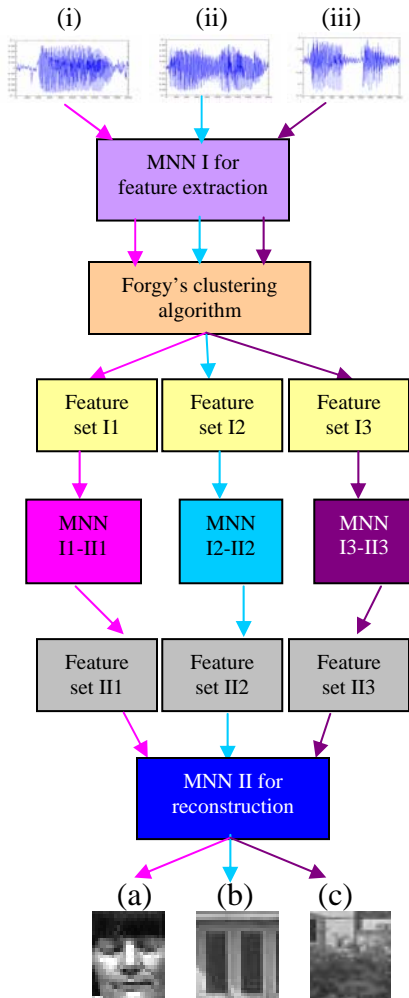 (i) (ii) (iii)
MNN I for
feature extraction
Forgy's clustering
algorithm
Feature
set I1
Feature
set I2
Feature
set I3
MNN
I1-II1
MNN
I2-II2
MNN
I3-II3
Feature
set II1
Feature
set II2
Feature
set II3
MNN II for
reconstruction
(a) (b) (c)